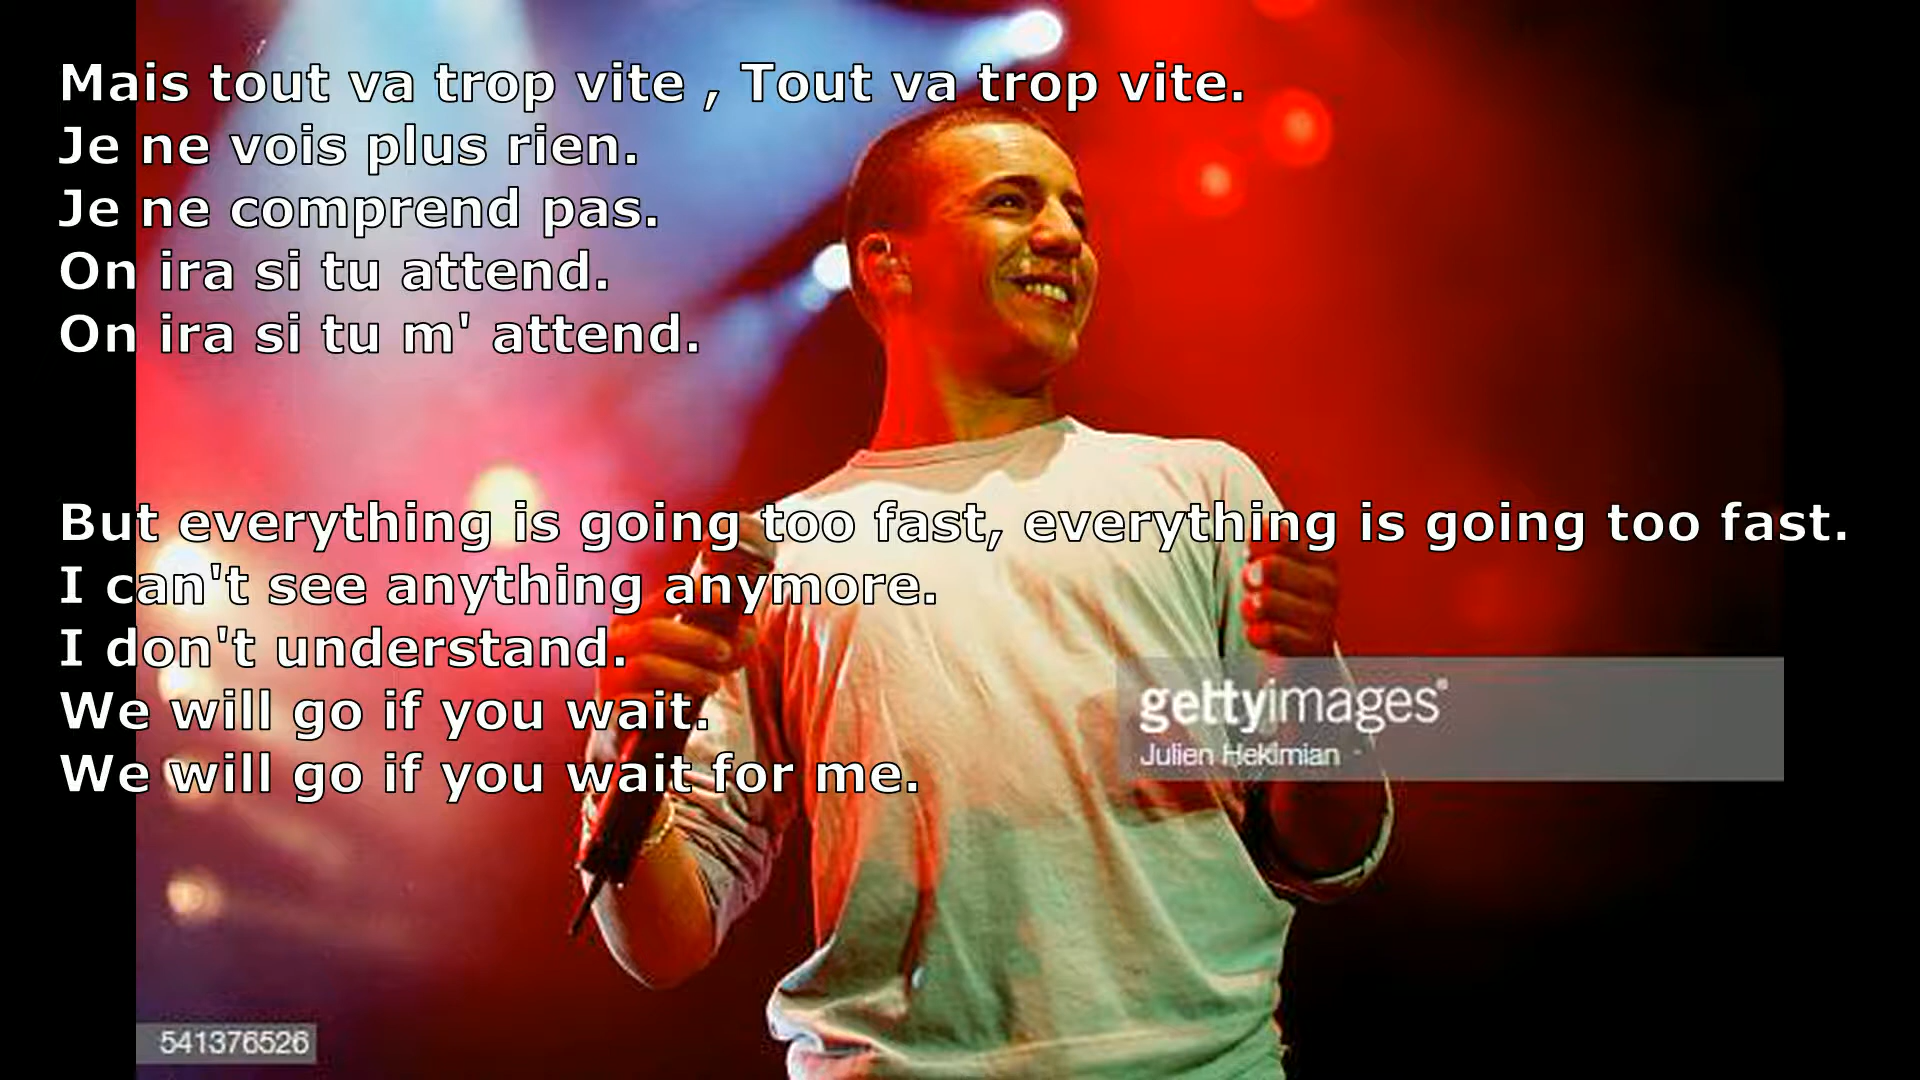 Mais tout va trop vite , Tout va trop vite.
Je ne vois plus rien.
Je ne comprend pas.
On ira si tu attend.
On ira si tu m' attend.
But everything is going too fast, everything is going too fast.
I can't see anything anymore.
I don't understand.
We will go if you wait.
We will go if you wait for me.
gettyimages®
Julien Hekimian
541376526